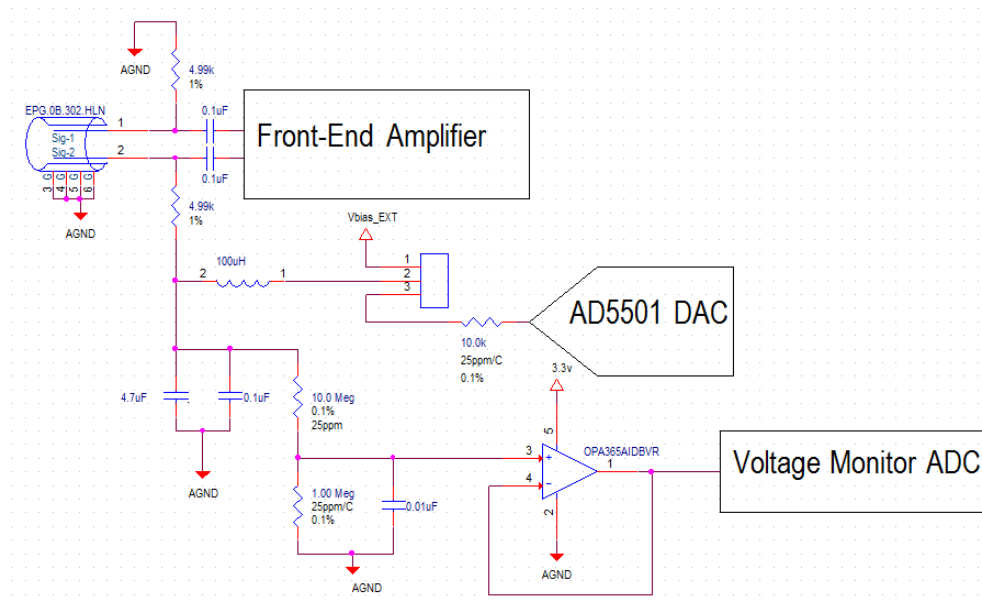 AGND
4.99k
1%
EPG.0B.302.HLN
1
0.1uF
Front-End Amplifier
Sig-1
Sig-2
2
0.1uF
3 G
4 G
5 G
6 G
AGND
4.99k
1%
Vbias_EXT
100uH
2
1
1
2
3
AD5501 DAC
10.0k
25ppm/C
0.1%
3.3v
4.7uF
0.1uF
10.0 Meg
0.1%
25ppm
5
OPA365AIDBVR
3
+
1
Voltage Monitor ADC
4
-
AGND
1.00 Meg
25ppm/C
0.1%
0.01uF
2
AGND
AGND